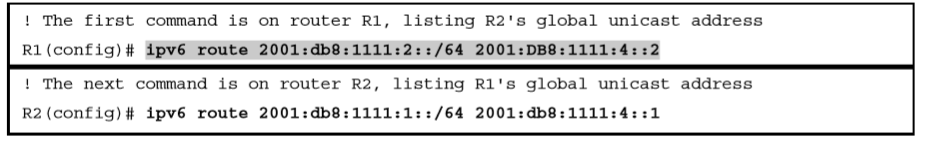 ! The first command is on router R1, listing R2's global unicast address
R1(config)# ipv6 route 2001:db8:1111:2::/64 2001:DB8:1111:4::2
! The next command is on router R2, listing R1's global unicast address
R2(config)# ipv6 route 2001:db8:1111:1::/64 2001:db8:1111:4::1